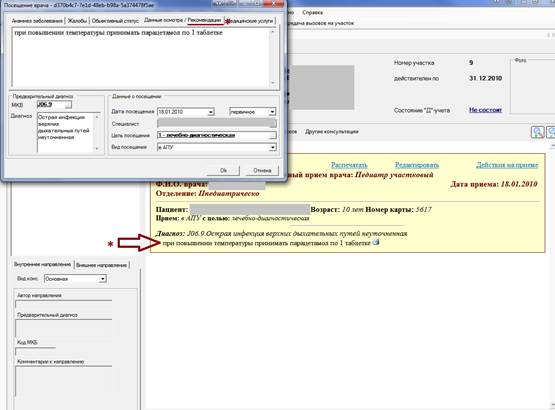 Посещение врача - d370b4c7-7e1d-48eb-b98a-5a374478f5ae
Анамнез заболевания Жалобы Объективный статус Данные осмотра / Рекомендации * Медицинские услуги
при повышении температуры принимать парацетамол по 1 таблетке
Предварительный диагноз
МКБ J06.9 ...
Диагноз Острая инфекция
верхних
дыхательных путей
неуточненная
Данные о посещении
Дата посещения 18.01.2010 первичное
Специалист
Цель посещения 1 - лечебно-диагностическая
Вид посещения в АПУ
Ok Отмена
Справка
передача вызовов на участок
Номер участка 9
действителен по 31.12.2010
Состояние "Д"-учета Не состоит
Фото
Другие консультации
Распечатать Редактировать Действия на приеме
прием врача: Педиатр участковый
Ф.И.О. врача: Дата приема: 18.01.2010
Отделение: Педиатрическо
Пациент: Возраст: 10 лет Номер карты: 5617
Прием: в АПУ с целью: лечебно-диагностическая
Диагноз: J06.9.Острая инфекция верхних дыхательных путей неуточненная
* при повышении температуры принимать парацетамол по 1 таблетке
Внутреннее направление Внешнее направление
Вид конс. Основная
Автор направления
Предварительный диагноз
Код МКБ
Комментарии к направлению